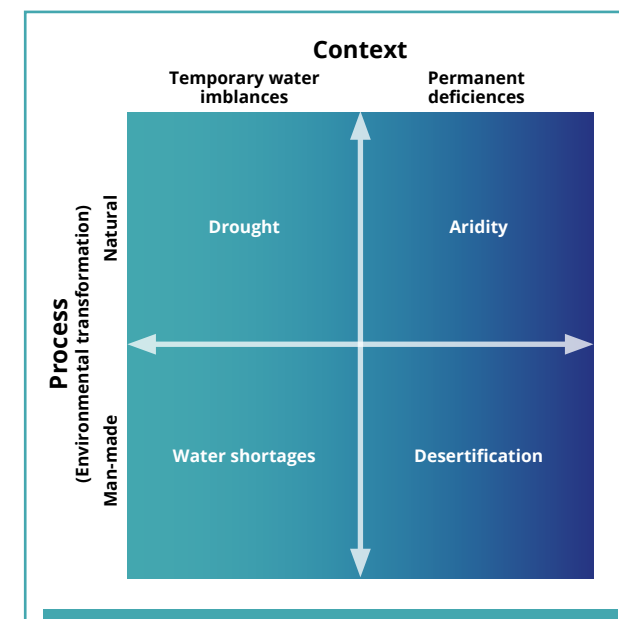 Context
Temporary water
imblances
Permanent
deficiences
Process
(Environmental transformation)
Natural
Man-made
Drought
Aridity
Water shortages
Desertification